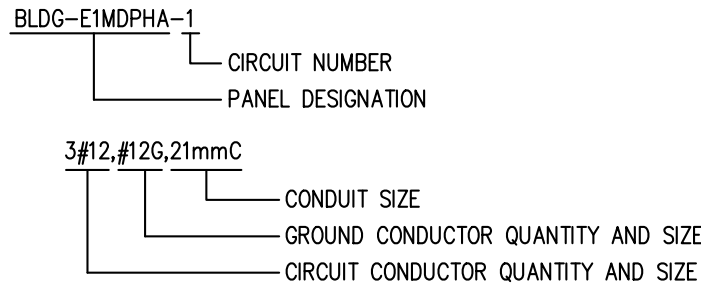 BLDG-E1MDPHA-1
CIRCUIT NUMBER
PANEL DESIGNATION
3#12,#12G,21mmC
CONDUIT SIZE
GROUND CONDUCTOR QUANTITY AND SIZE
CIRCUIT CONDUCTOR QUANTITY AND SIZE